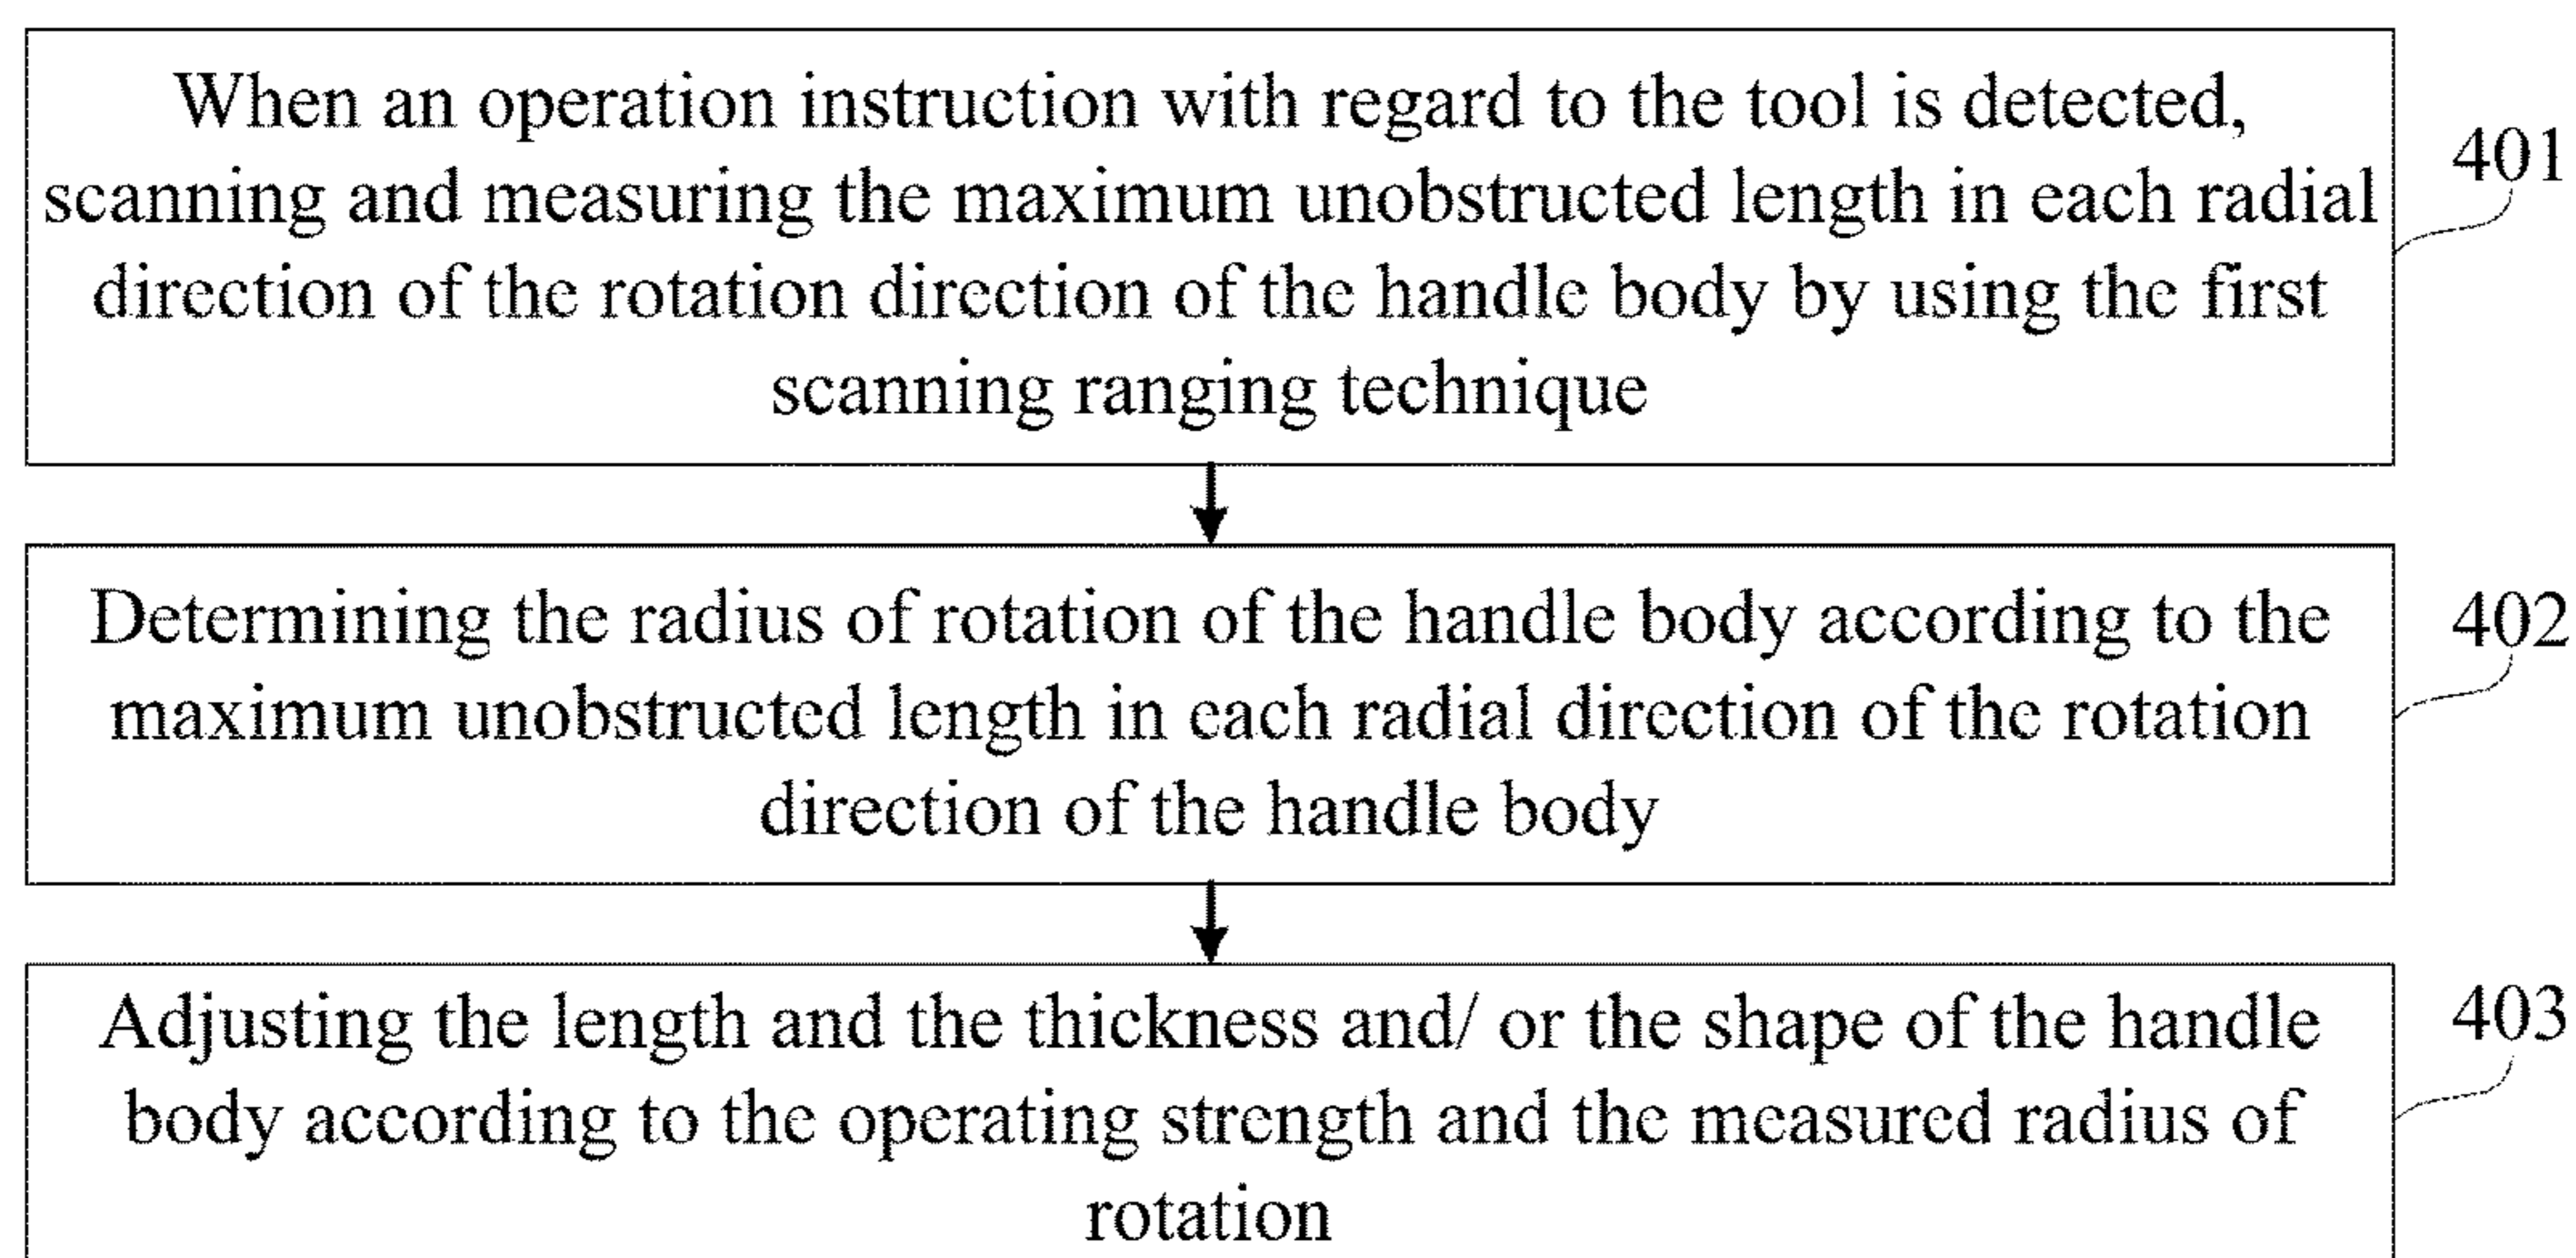 When an operation instruction with regard to the tool is detected,
scanning and measuring the maximum unobstructed length in each radial
direction of the rotation direction of the handle body by using the first
scanning ranging technique
401
Determining the radius of rotation of the handle body according to the
maximum unobstructed length in each radial direction of the rotation
direction of the handle body
402
Adjusting the length and the thickness and/ or the shape of the handle
body according to the operating strength and the measured radius of
rotation
403